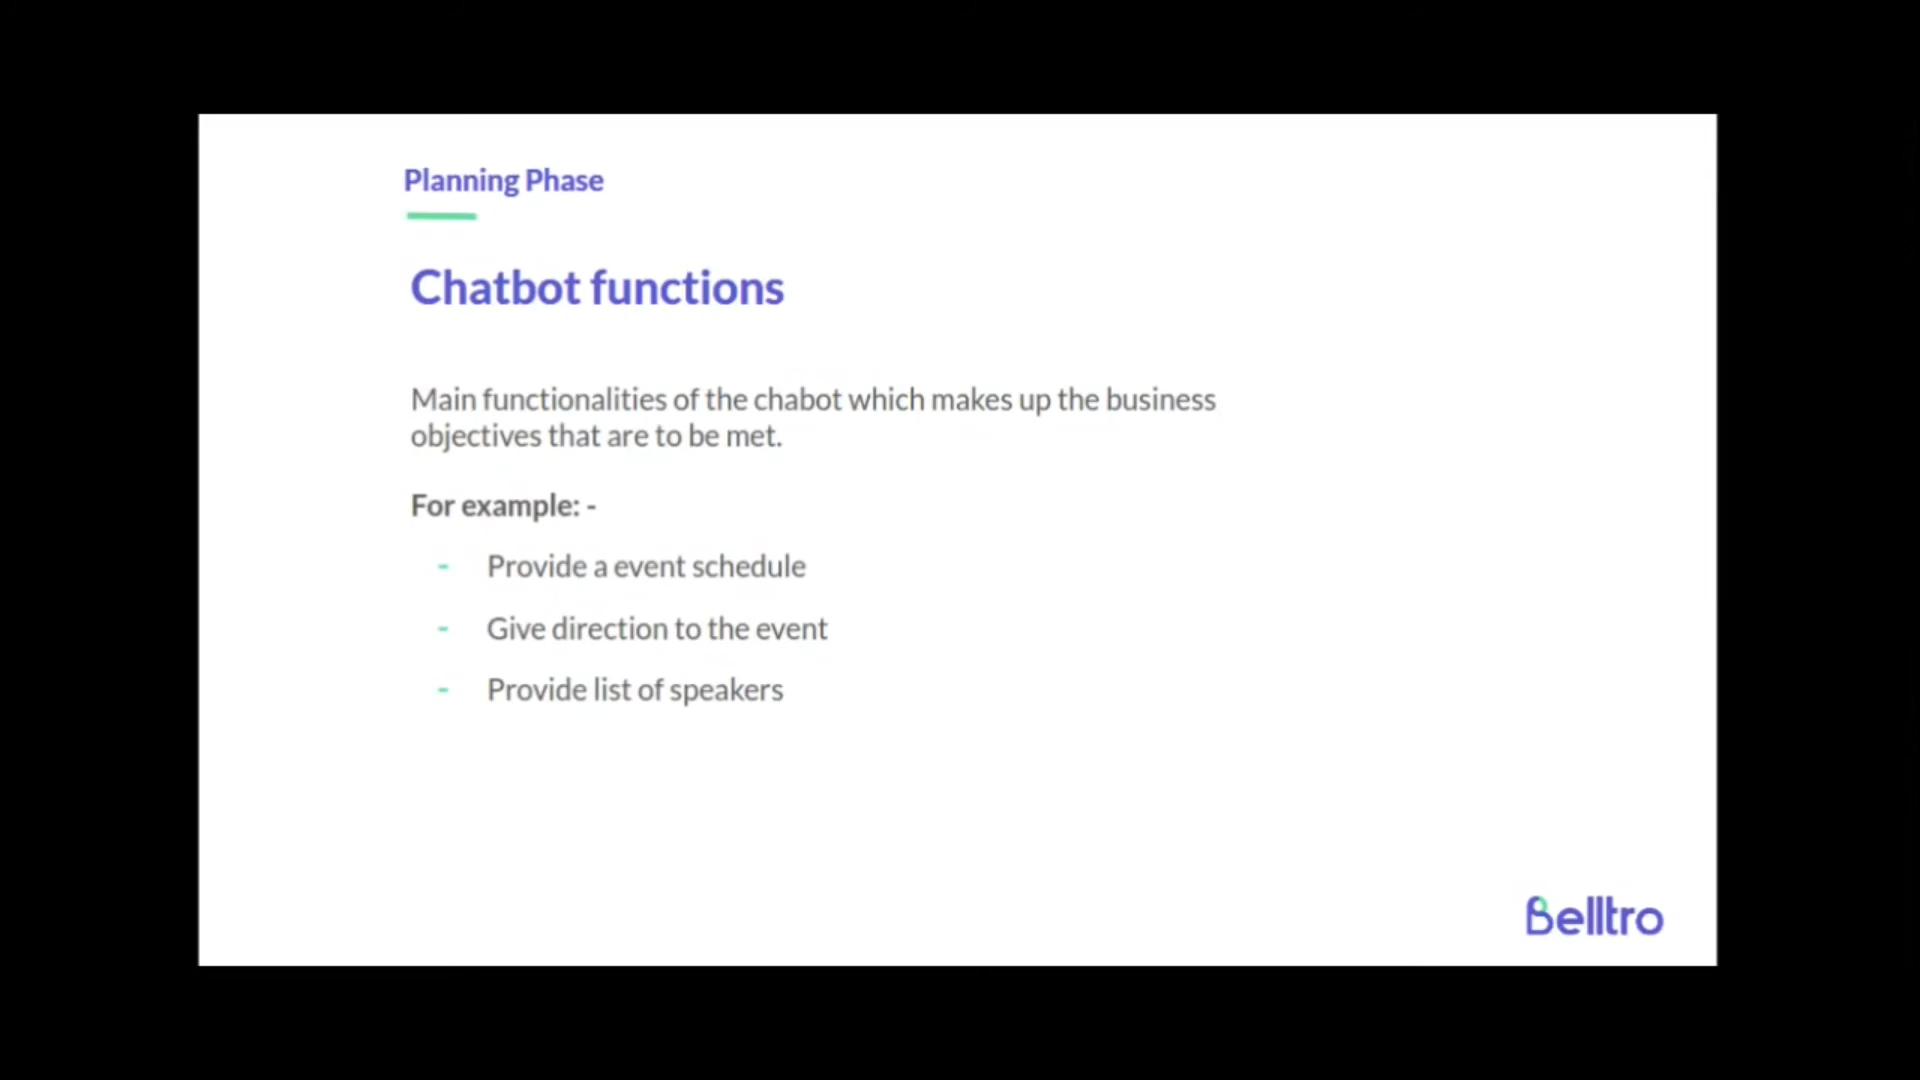 Planning Phase
Chatbot functions
Main functionalities of the chabot which makes up the business
objectives that are to be met.
For example: -
- Provide a event schedule
- Give direction to the event
- Provide list of speakers
Belltro